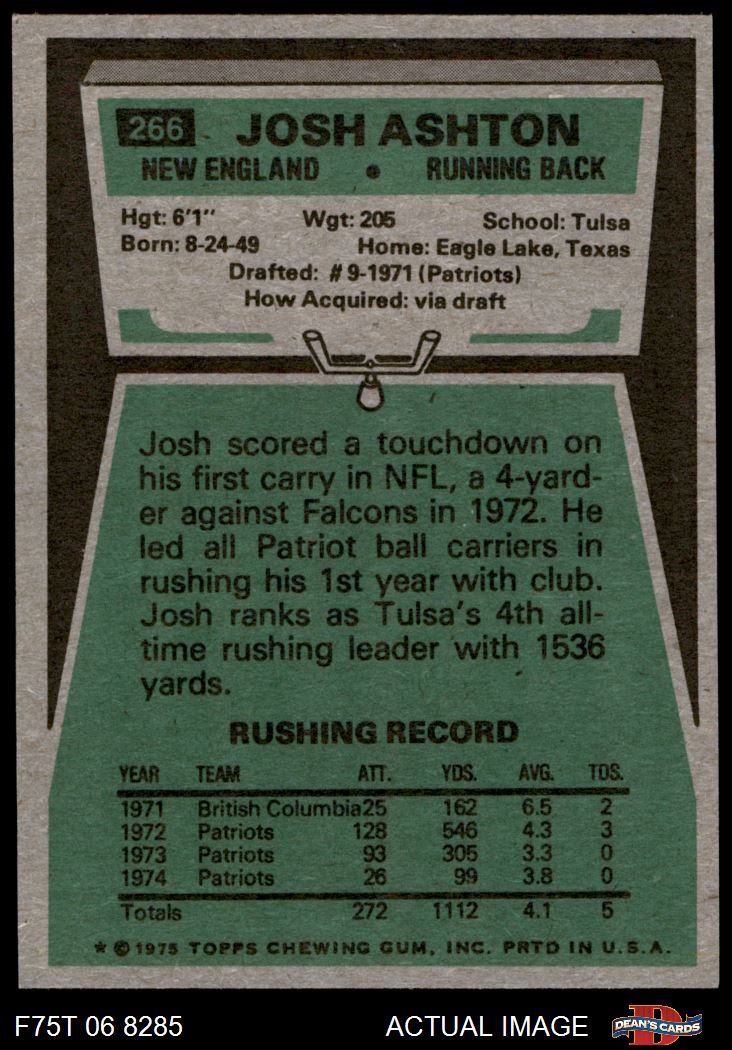 266 JOSH ASHTON
NEW ENGLAND • RUNNING BACK
Hgt: 6'1" Wgt: 205 School: Tulsa
Born: 8-24-49 Home: Eagle Lake, Texas
Drafted: #9-1971 (Patriots)
How Acquired: via draft
Josh scored a touchdown on
his first carry in NFL, a 4-yard-
er against Falcons in 1972. He
led all Patriot ball carriers in
rushing his 1st year with club.
Josh ranks as Tulsa's 4th all-
time rushing leader with 1536
yards.
RUSHING RECORD
YEAR TEAM ATT. YDS. AVG. TDS.
1971 British Columbia 25 162 6.5 2
1972 Patriots 128 546 4.3 3
1973 Patriots 93 305 3.3 0
1974 Patriots 26 99 3.8 0
Totals 272 1112 4.1 5
* © 1975 TOPPS CHEWING GUM, INC. PRTD IN U.S.A.
F75T 06 8285 ACTUAL IMAGE D DEAN'S CARDS